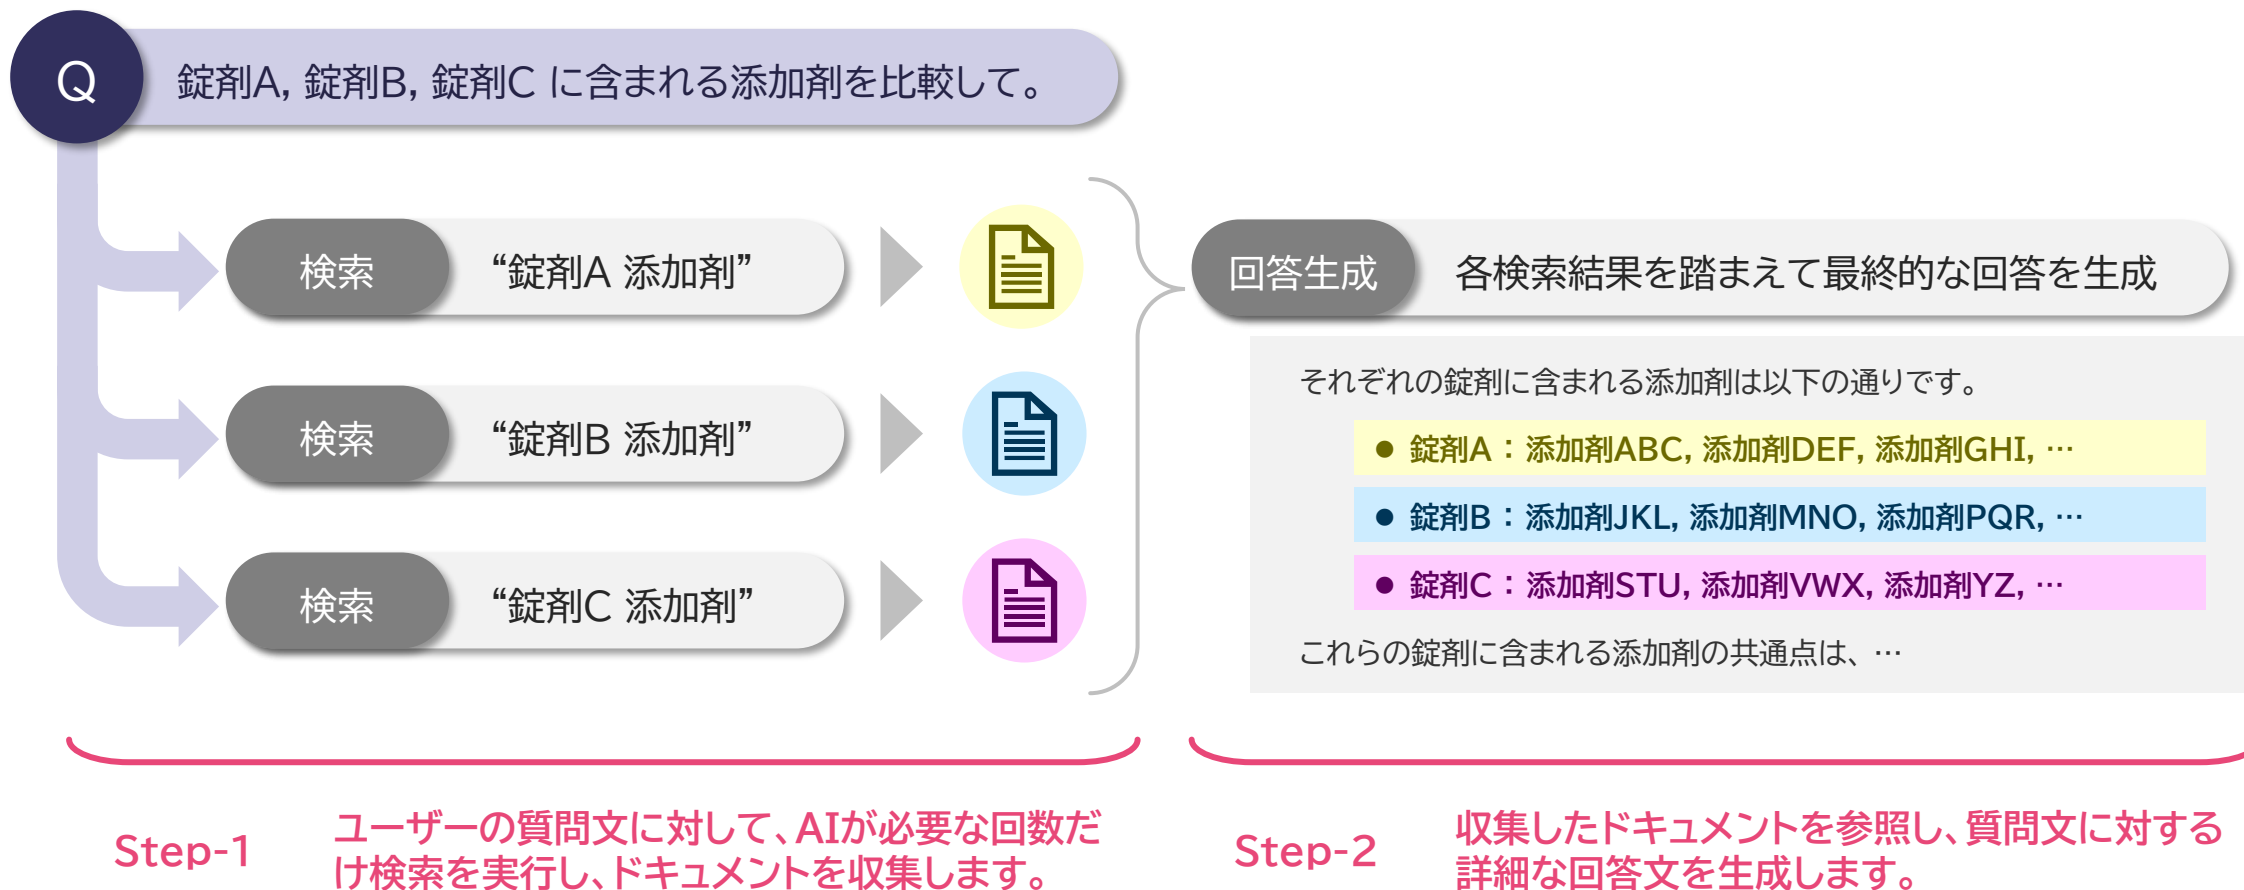 Q
錠剤A, 錠剤B, 錠剤C に含まれる添加剤を比較して。
検索 “錠剤A 添加剤”
検索 “錠剤B 添加剤”
検索 “錠剤C 添加剤”
回答生成 各検索結果を踏まえて最終的な回答を生成
それぞれの錠剤に含まれる添加剤は以下の通りです。
● 錠剤A：添加剤ABC, 添加剤DEF, 添加剤GHI, …
● 錠剤B：添加剤JKL, 添加剤MNO, 添加剤PQR, …
● 錠剤C：添加剤STU, 添加剤VWX, 添加剤YZ, …
これらの錠剤に含まれる添加剤の共通点は、…
Step-1
ユーザーの質問文に対して、AIが必要な回数だ
け検索を実行し、ドキュメントを収集します。
Step-2
収集したドキュメントを参照し、質問文に対する
詳細な回答文を生成します。